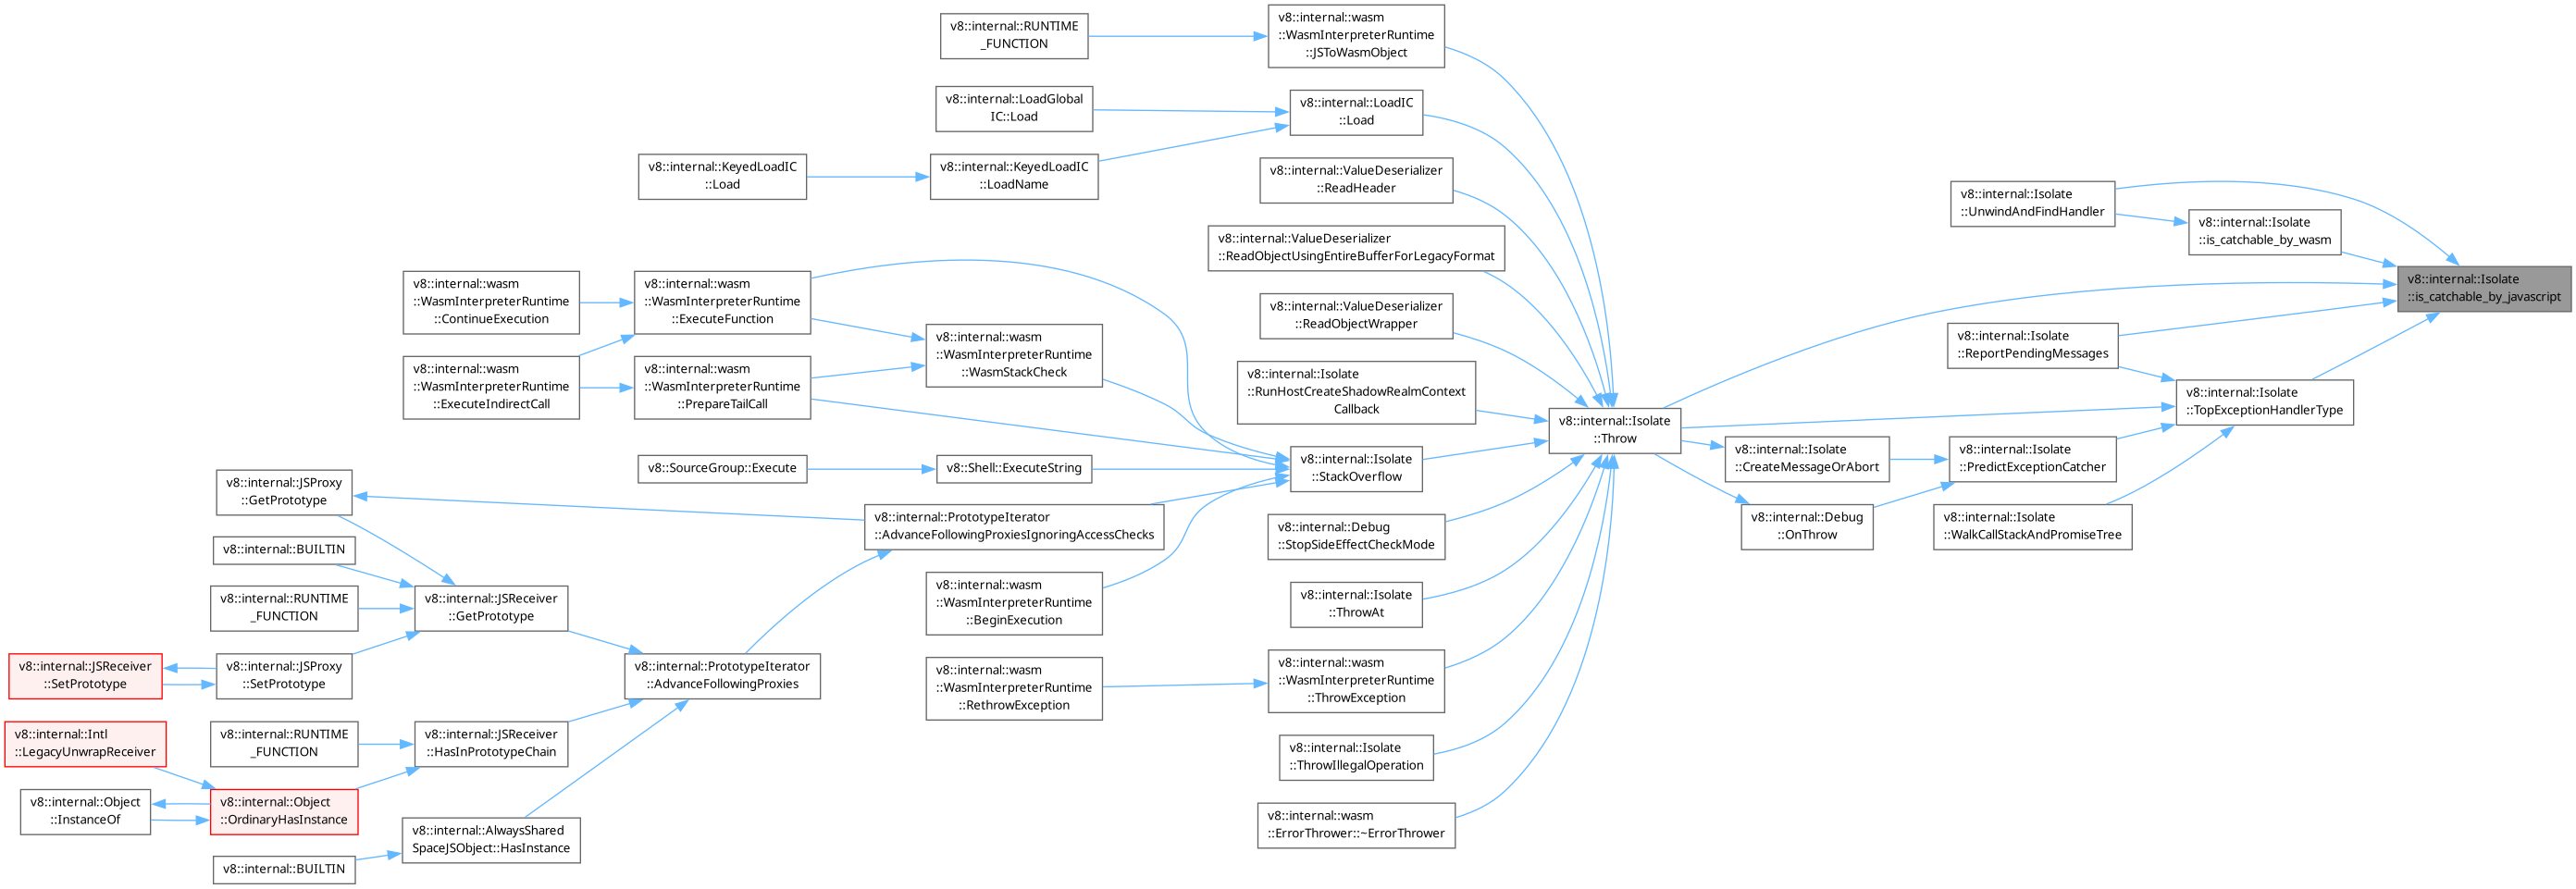 v8::internal::RUNTIME
_FUNCTION
v8::internal::wasm
::WasmInterpreterRuntime
::JSToWasmObject
v8::internal::LoadGlobal
IC::Load
v8::internal::LoadIC
::Load
v8::internal::KeyedLoadIC
::Load
v8::internal::KeyedLoadIC
::LoadName
v8::internal::ValueDeserializer
::ReadHeader
v8::internal::Isolate
::UnwindAndFindHandler
v8::internal::Isolate
::is_catchable_by_wasm
v8::internal::ValueDeserializer
::ReadObjectUsingEntireBufferForLegacyFormat
v8::internal::Isolate
::is_catchable_by_javascript
v8::internal::wasm
::WasmInterpreterRuntime
::ContinueExecution
v8::internal::wasm
::WasmInterpreterRuntime
::ExecuteFunction
v8::internal::ValueDeserializer
::ReadObjectWrapper
v8::internal::wasm
::WasmInterpreterRuntime
::WasmStackCheck
v8::internal::Isolate
::ReportPendingMessages
v8::internal::wasm
::WasmInterpreterRuntime
::ExecuteIndirectCall
v8::internal::wasm
::WasmInterpreterRuntime
::PrepareTailCall
v8::internal::Isolate
::RunHostCreateShadowRealmContext
Callback
v8::internal::Isolate
::TopExceptionHandlerType
v8::internal::Isolate
::Throw
v8::SourceGroup::Execute
v8::Shell::ExecuteString
v8::internal::Isolate
::StackOverflow
v8::internal::Isolate
::CreateMessageOrAbort
v8::internal::Isolate
::PredictExceptionCatcher
v8::internal::JSProxy
::GetPrototype
v8::internal::PrototypeIterator
::AdvanceFollowingProxiesIgnoringAccessChecks
v8::internal::Debug
::StopSideEffectCheckMode
v8::internal::Debug
::OnThrow
v8::internal::Isolate
::WalkCallStackAndPromiseTree
v8::internal::BUILTIN
v8::internal::RUNTIME
_FUNCTION
v8::internal::JSReceiver
::GetPrototype
v8::internal::wasm
::WasmInterpreterRuntime
::BeginExecution
v8::internal::Isolate
::ThrowAt
v8::internal::JSReceiver
::SetPrototype
v8::internal::JSProxy
::SetPrototype
v8::internal::PrototypeIterator
::AdvanceFollowingProxies
v8::internal::wasm
::WasmInterpreterRuntime
::RethrowException
v8::internal::wasm
::WasmInterpreterRuntime
::ThrowException
v8::internal::Intl
::LegacyUnwrapReceiver
v8::internal::RUNTIME
_FUNCTION
v8::internal::JSReceiver
::HasInPrototypeChain
v8::internal::Isolate
::ThrowIllegalOperation
v8::internal::Object
::InstanceOf
v8::internal::Object
::OrdinaryHasInstance
v8::internal::AlwaysShared
SpaceJSObject::HasInstance
v8::internal::wasm
::ErrorThrower::~ErrorThrower
v8::internal::BUILTIN